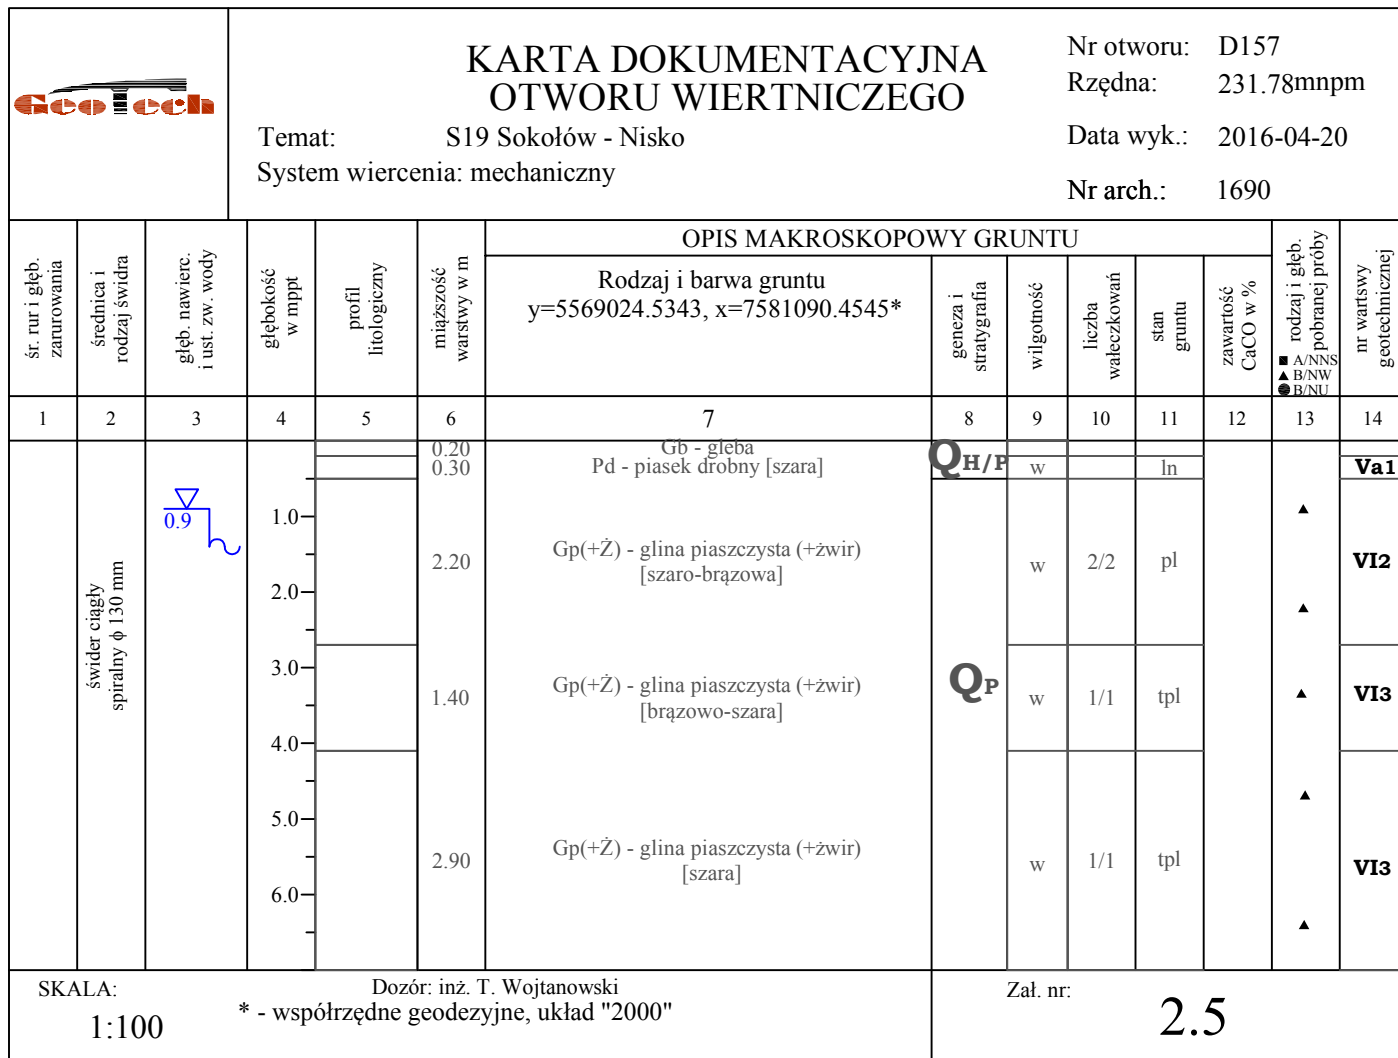 GeoTech
KARTA DOKUMENTACYJNA
OTWORU WIERTNICZEGO
Temat: S19 Sokołów - Nisko
System wiercenia: mechaniczny
Nr otworu: D157
Rzędna: 231.78mnpm
Data wyk.: 2016-04-20
Nr arch.: 1690
śr. rur i głęb.
zarurowania
średnica i
rodzaj świdra
głęb. nawierc.
i ust. zw. wody
głębokość
w mppt
profil
litologiczny
miąższość
warstwy w m
OPIS MAKROSKOPOWY GRUNTU
Rodzaj i barwa gruntu
y=5569024.5343, x=7581090.4545*
geneza i
stratygrafia
wilgotność
liczba
wałeczkowań
stan
gruntu
zawartość
CaCO w %
rodzaj i głęb.
pobranej próby
■ A/NNS
▲ B/NW
● B/NU
nr wartswy
geotechnicznej
1 2 3 4 5 6 7 8 9 10 11 12 13 14
0.20 Gb - gleba
0.30 Pd - piasek drobny [szara] QH/P w ln Va1
0.9
1.0
2.20 Gp(+Ż) - glina piaszczysta (+żwir)
[szaro-brązowa] w 2/2 pl VI2
2.0
świder ciągły
spiralny ϕ 130 mm
3.0
1.40 Gp(+Ż) - glina piaszczysta (+żwir)
[brązowo-szara] QP w 1/1 tpl VI3
4.0
5.0
2.90 Gp(+Ż) - glina piaszczysta (+żwir)
[szara] w 1/1 tpl VI3
6.0
SKALA:
1:100
Dozór: inż. T. Wojtanowski
* - współrzędne geodezyjne, układ "2000"
Zał. nr:
2.5